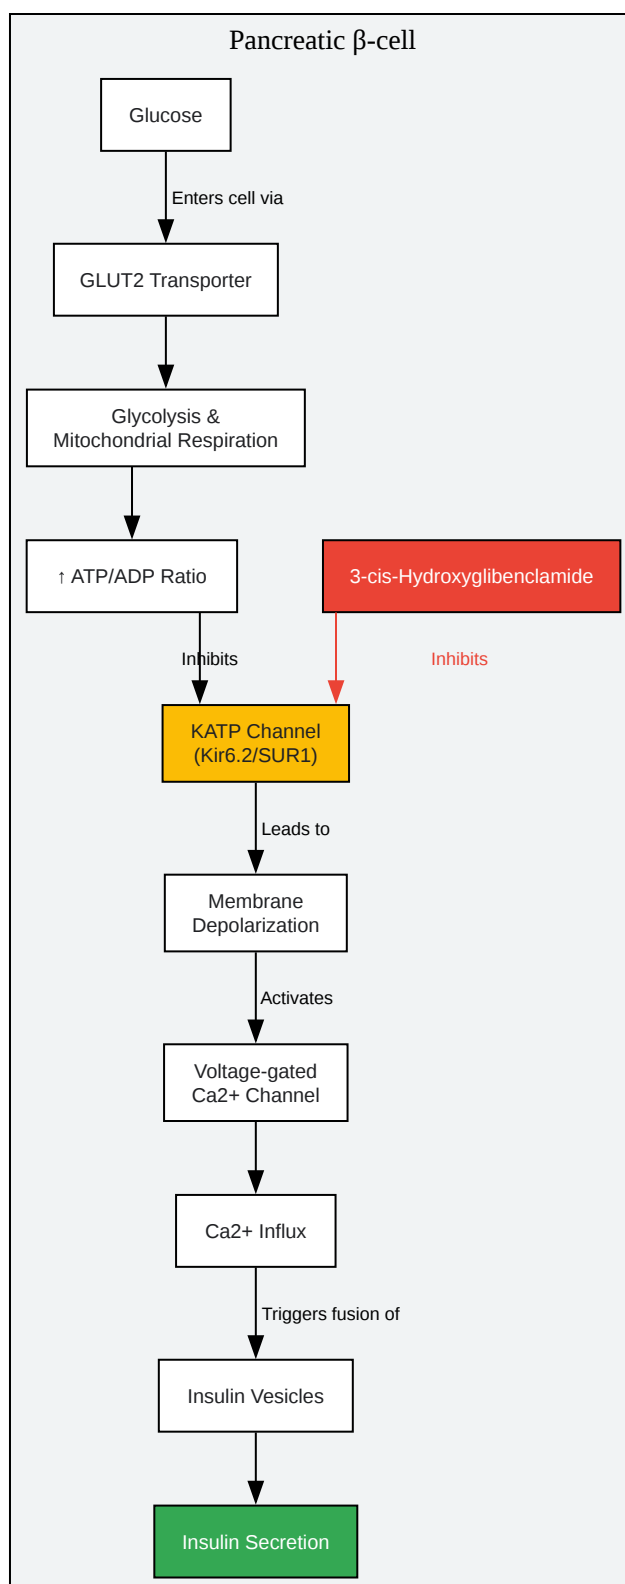 Pancreatic β-cell
Glucose
Enters cell via
GLUT2 Transporter
Glycolysis &
Mitochondrial Respiration
↑ ATP/ADP Ratio
3-cis-Hydroxyglibenclamide
Inhibits
Inhibits
KATP Channel
(Kir6.2/SUR1)
Leads to
Membrane
Depolarization
Activates
Voltage-gated
Ca2+ Channel
Ca2+ Influx
Triggers fusion of
Insulin Vesicles
Insulin Secretion